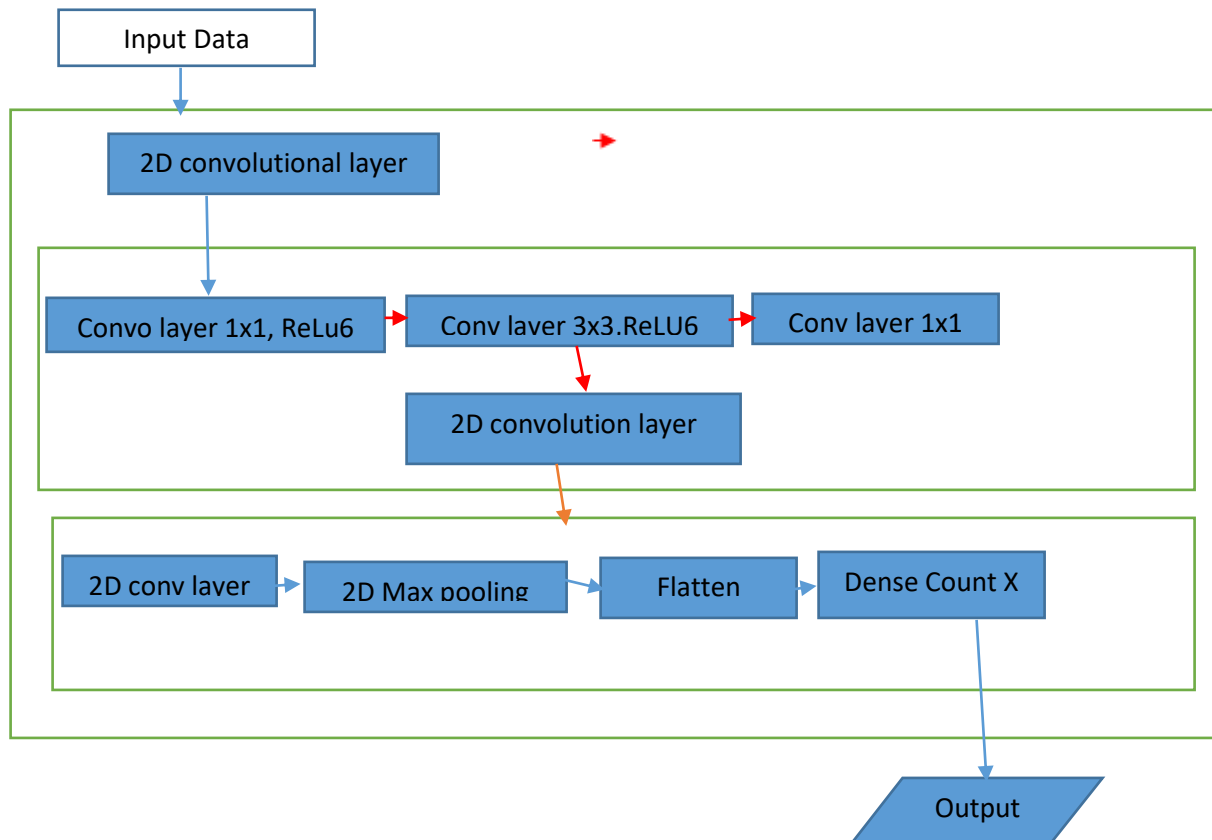 Input Data
2D convolutional layer
Convo layer 1x1, ReLu6
Conv layer 3x3.ReLU6
Conv layer 1x1
2D convolution layer
2D conv layer
2D Max pooling
Flatten
Dense Count X
Output